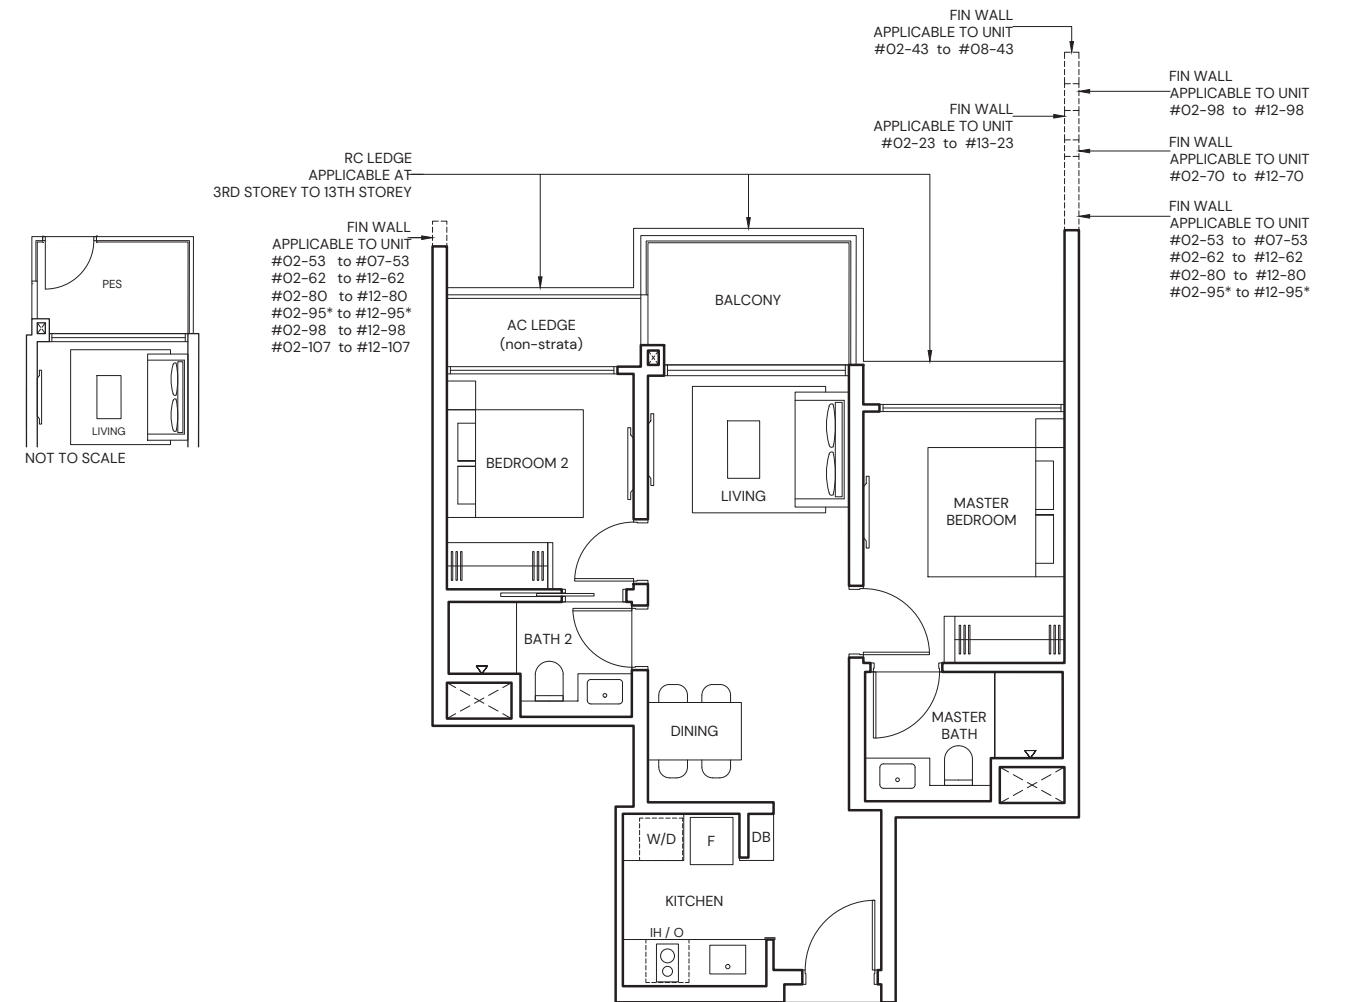 FIN WALL
APPLICABLE TO UNIT
#02-43 to #08-43
FIN WALL
APPLICABLE TO UNIT
#02-98 to #12-98
FIN WALL
APPLICABLE TO UNIT
#02-23 to #13-23
FIN WALL
APPLICABLE TO UNIT
#02-70 to #12-70
RC LEDGE
APPLICABLE AT
3RD STOREY TO 13TH STOREY
FIN WALL
APPLICABLE TO UNIT
#02-53 to #07-53
#02-62 to #12-62
#02-80 to #12-80
#02-95* to #12-95*
FIN WALL
APPLICABLE TO UNIT
#02-53 to #07-53
#02-62 to #12-62
#02-80 to #12-80
#02-95* to #12-95*
#02-98 to #12-98
#02-107 to #12-107
PES
LIVING
NOT TO SCALE
BALCONY
AC LEDGE
(non-strata)
BEDROOM 2
LIVING
MASTER
BEDROOM
BATH 2
DINING
MASTER
BATH
W/D
F
DB
KITCHEN
IH / O